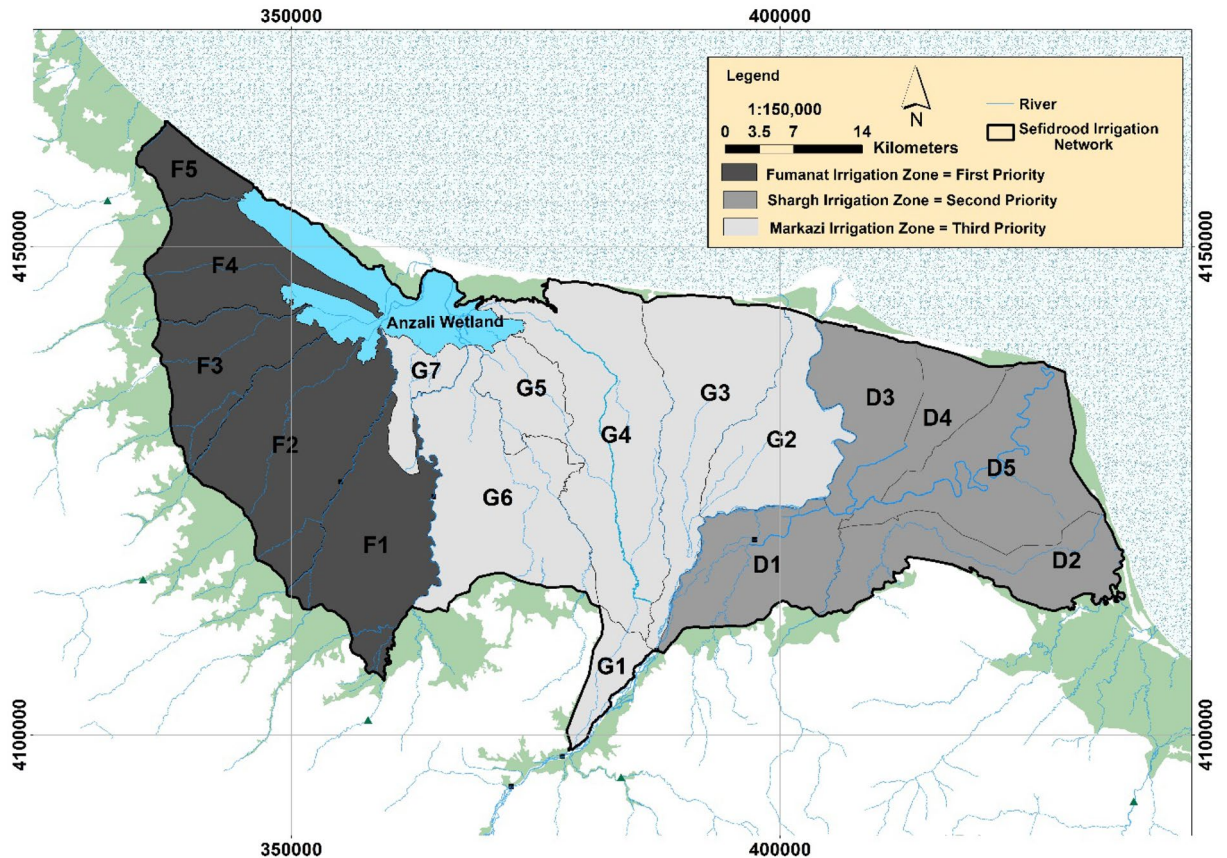 350000
400000
Legend
1:150,000
0 3.5 7 14
Kilometers
N
River
Sefidrood Irrigation
Network
Fumanat Irrigation Zone = First Priority
Shargh Irrigation Zone = Second Priority
Markazi Irrigation Zone = Third Priority
4150000
4150000
F5
F4
Anzali Wetland
F3
G7
G5
G3
D3
D4
F2
G4
G2
D5
G6
F1
D1
D2
G1
4100000
4100000
350000
400000